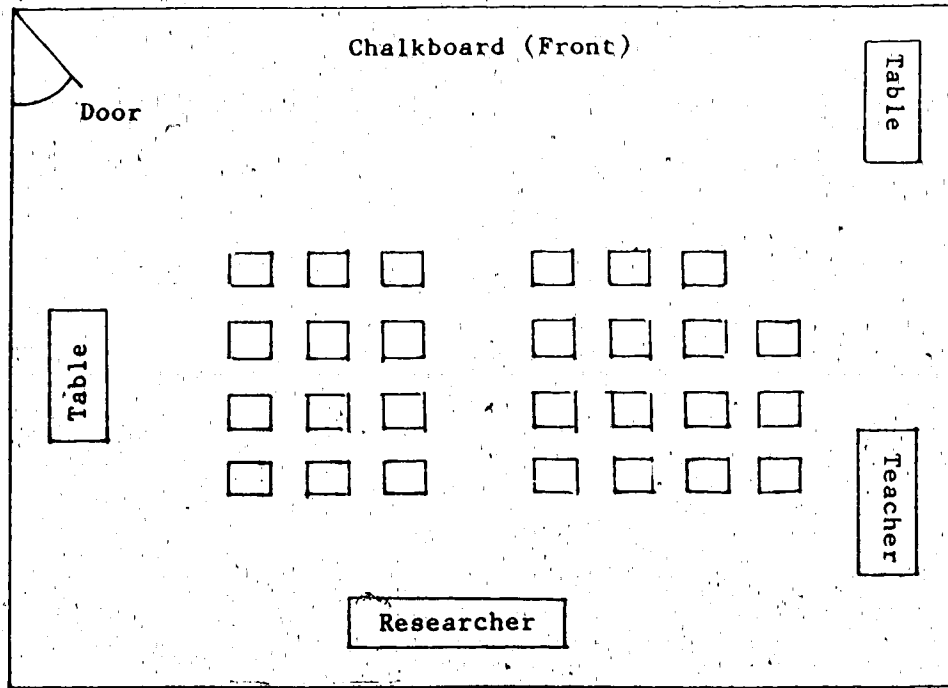 Chalkboard (Front)
Table
Door
Table
Teacher
Researcher